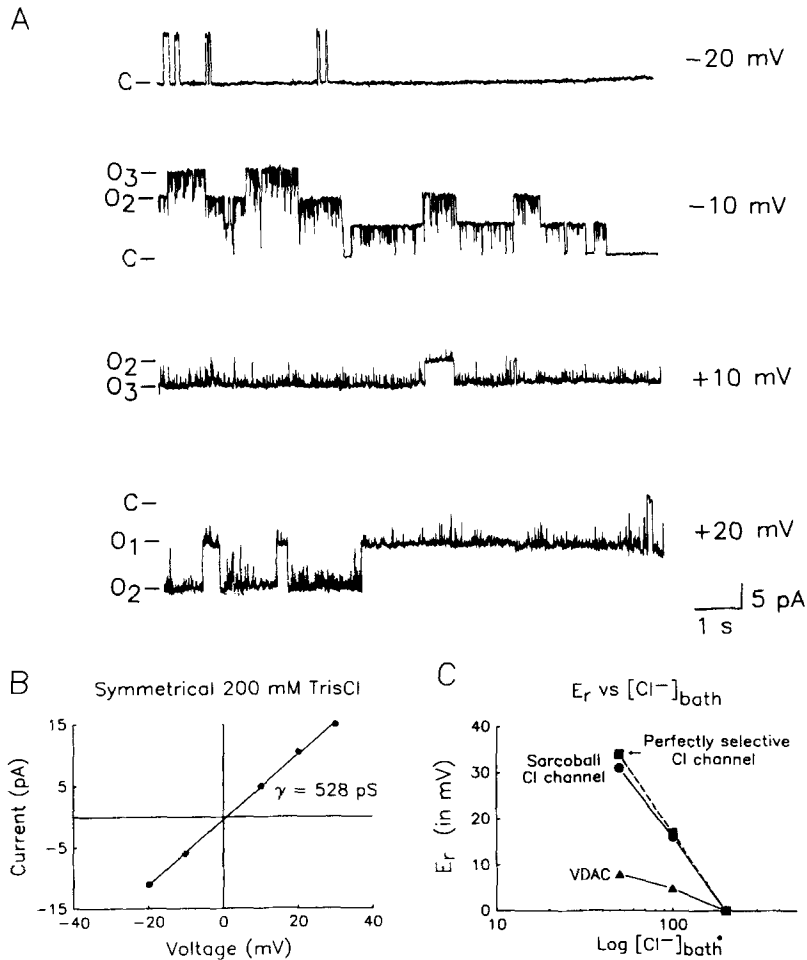 A
C–
−20 mV
O3–
O2–
C–
−10 mV
O2–
O3–
+10 mV
C–
O1–
O2–
+20 mV
5 pA
1 s
B
Symmetrical 200 mM TrisCl
15
5
−5
−15
Current (pA)
γ = 528 pS
−40
−20
0
20
40
Voltage (mV)
C
Er vs [Cl−]bath
40
30
20
10
0
Er (in mV)
Sarcoball
Cl channel
Perfectly selective
Cl channel
VDAC
10
100
Log [Cl−]bath